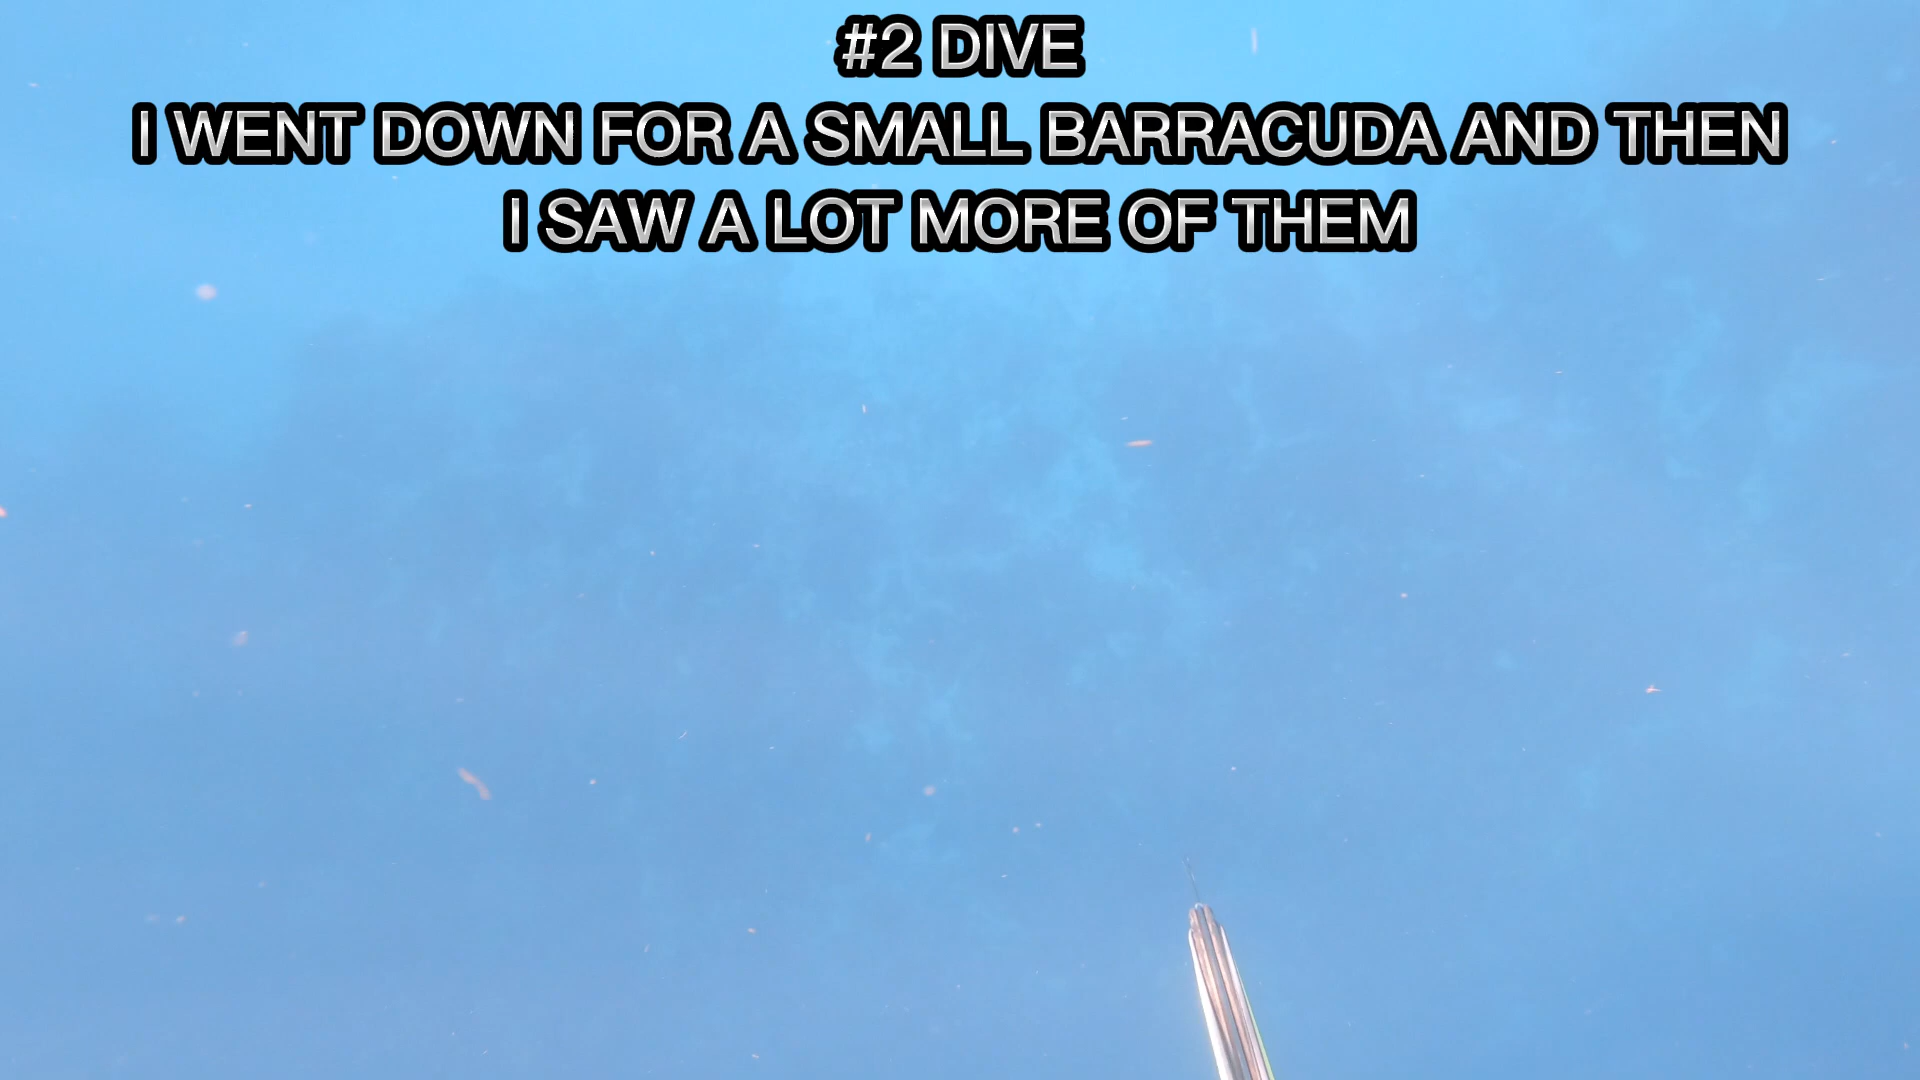 #2 DIVE
I WENT DOWN FOR A SMALL BARRACUDA AND THEN
I SAW A LOT MORE OF THEM